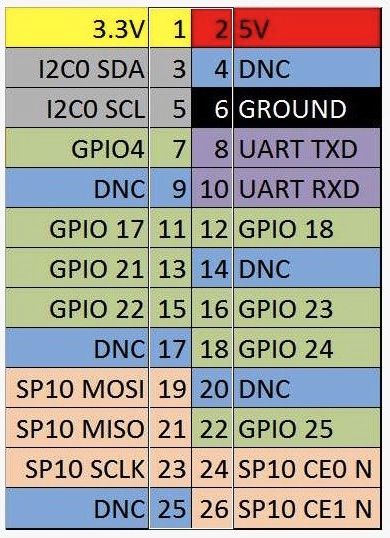 3.3V 1 2 5V
I2C0 SDA 3 4 DNC
I2C0 SCL 5 6 GROUND
GPIO4 7 8 UART TXD
DNC 9 10 UART RXD
GPIO 17 11 12 GPIO 18
GPIO 21 13 14 DNC
GPIO 22 15 16 GPIO 23
DNC 17 18 GPIO 24
SP10 MOSI 19 20 DNC
SP10 MISO 21 22 GPIO 25
SP10 SCLK 23 24 SP10 CE0 N
DNC 25 26 SP10 CE1 N